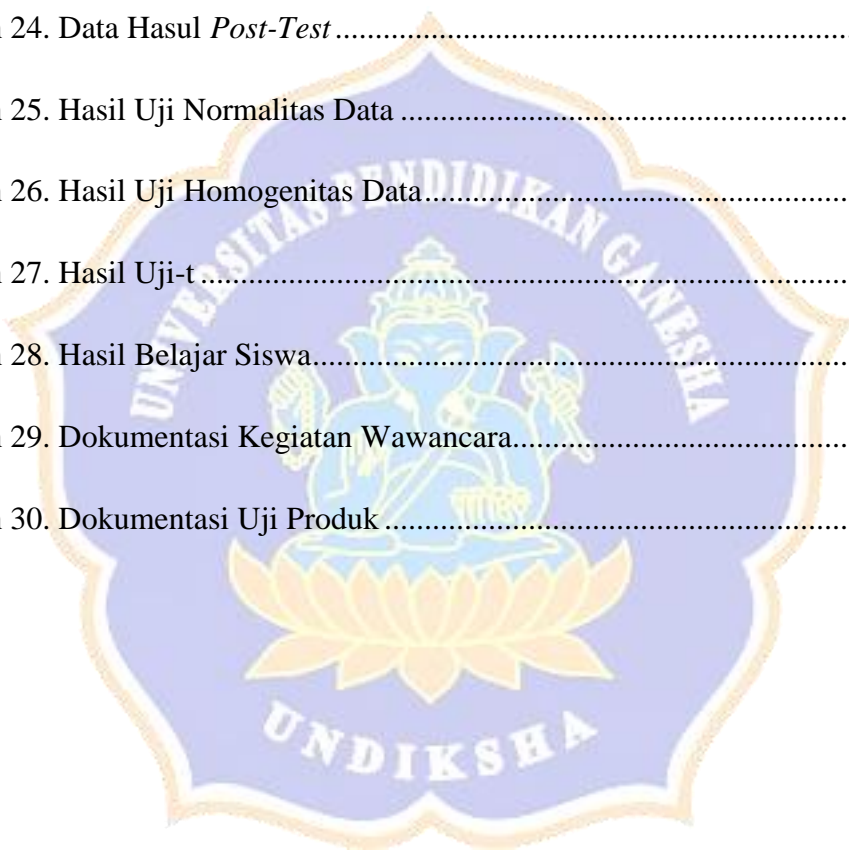 n 24. Data Hasul Post-Test ................................................................
n 25. Hasil Uji Normalitas Data ................................................................
n 26. Hasil Uji Homogenitas Data................................................................
n 27. Hasil Uji-t ................................................................
n 28. Hasil Belajar Siswa................................................................
n 29. Dokumentasi Kegiatan Wawancara................................................................
n 30. Dokumentasi Uji Produk ................................................................
UNIVERSITAS PENDIDIKAN GANESHA
UNDIKSHA